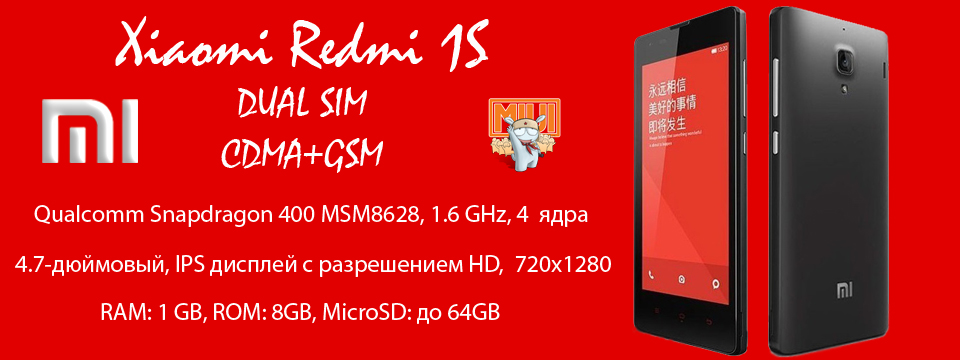 Xiaomi Redmi 1S
DUAL SIM
CDMA+GSM
MIUI
Qualcomm Snapdragon 400 MSM8628, 1.6 GHz, 4 ядра
4.7-дюймовый, IPS дисплей с разрешением HD, 720x1280
RAM: 1 GB, ROM: 8GB, MicroSD: до 64GB
永远相信
美好的事情
即将发生
mi